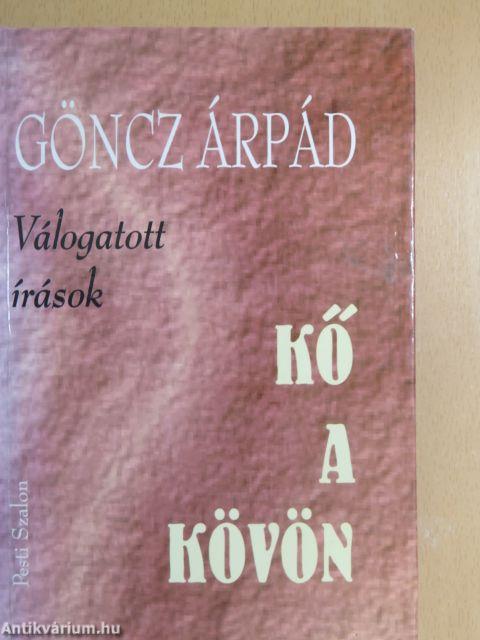 GÖNCZ ÁRPÁD
Válogatott
írások
KŐ
A
KÖVÖN
Pesti Szalon
Antikvárium.hu